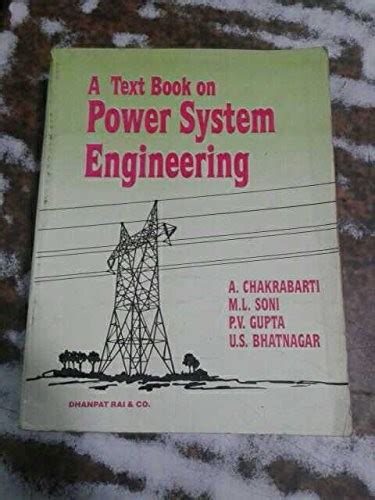 A Text Book on
Power System
Engineering
A. CHAKRABARTI
M.L. SONI
P.V. GUPTA
U.S. BHATNAGAR
DHANPAT RAI & CO.